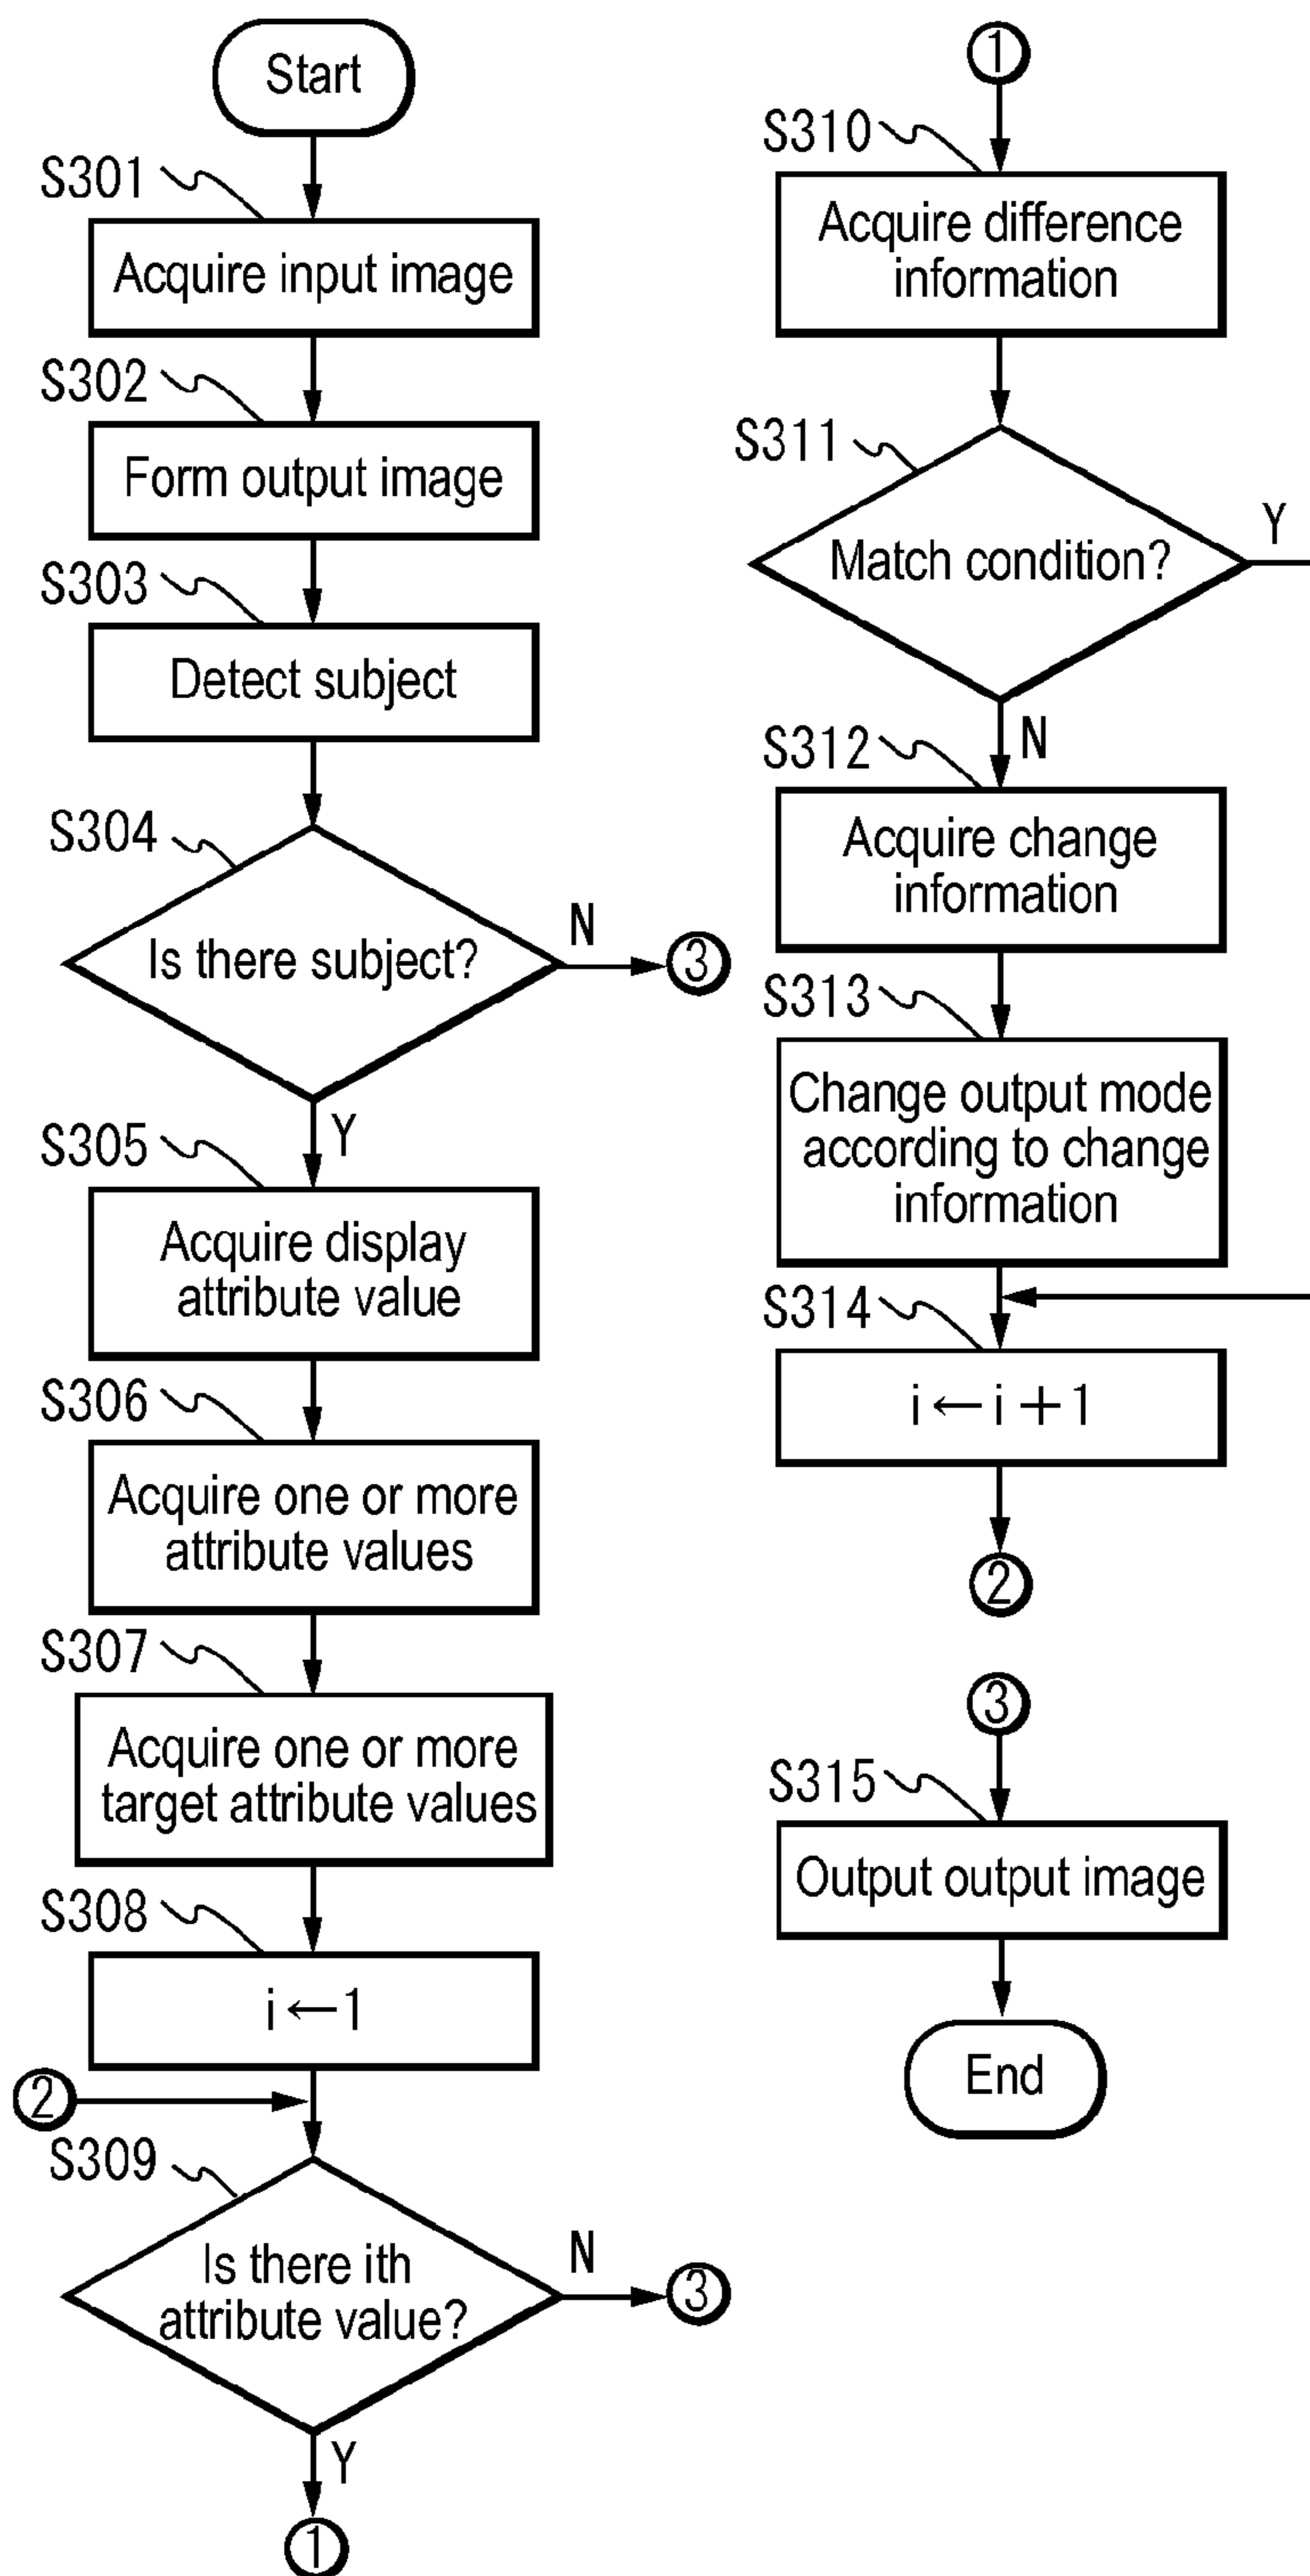 Start
S301
Acquire input image
S302
Form output image
S303
Detect subject
S304
Is there subject?
N
③
Y
S305
Acquire display
attribute value
S306
Acquire one or more
attribute values
S307
Acquire one or more
target attribute values
S308
i←1
②
S309
Is there ith
attribute value?
N
③
Y
①
①
S310
Acquire difference
information
S311
Match condition?
Y
N
S312
Acquire change
information
S313
Change output mode
according to change
information
S314
i←i+1
②
③
S315
Output output image
End